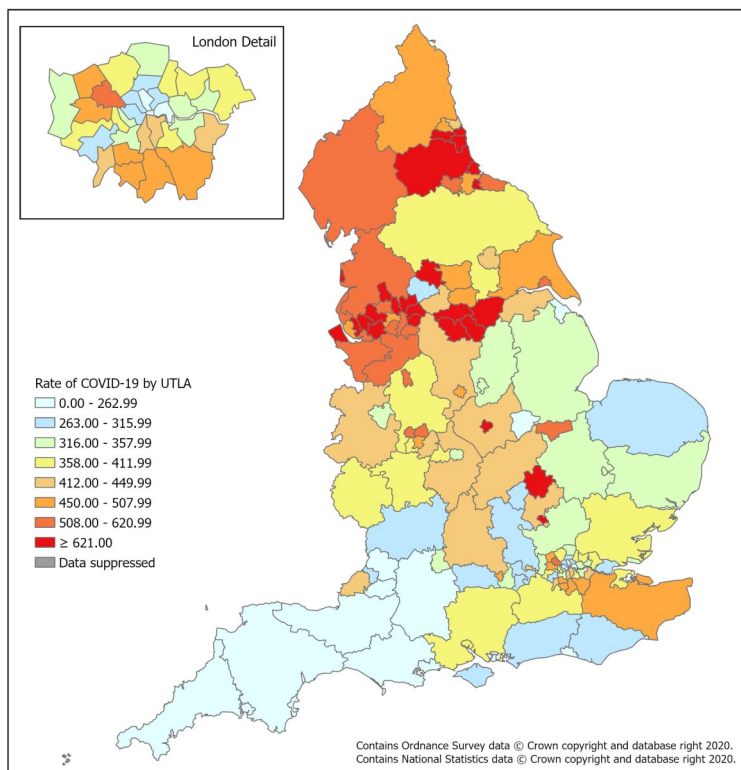 London Detail
Rate of COVID-19 by UTLA
0.00 - 262.99
263.00 - 315.99
316.00 - 357.99
358.00 - 411.99
412.00 - 449.99
450.00 - 507.99
508.00 - 620.99
≥ 621.00
Data suppressed
Contains Ordnance Survey data © Crown copyright and database right 2020.
Contains National Statistics data © Crown copyright and database right 2020.